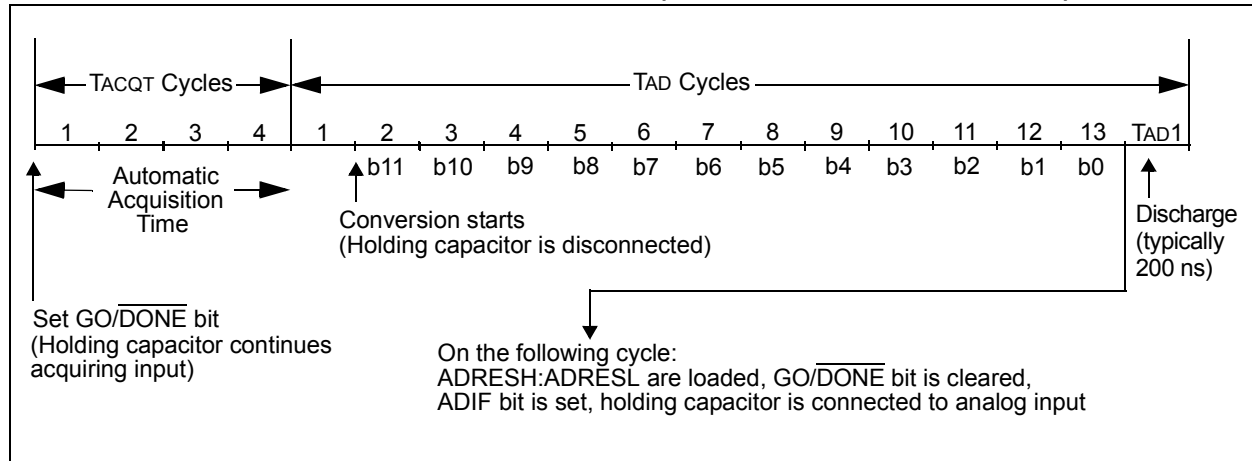 TACQT Cycles
TAD Cycles
1 2 3 4 1 2 3 4 5 6 7 8 9 10 11 12 13 TAD1
b11 b10 b9 b8 b7 b6 b5 b4 b3 b2 b1 b0
Automatic
Acquisition
Time
Conversion starts
(Holding capacitor is disconnected)
Discharge
(typically
200 ns)
Set GO/DONE bit
(Holding capacitor continues
acquiring input)
On the following cycle:
ADRESH:ADRESL are loaded, GO/DONE bit is cleared,
ADIF bit is set, holding capacitor is connected to analog input